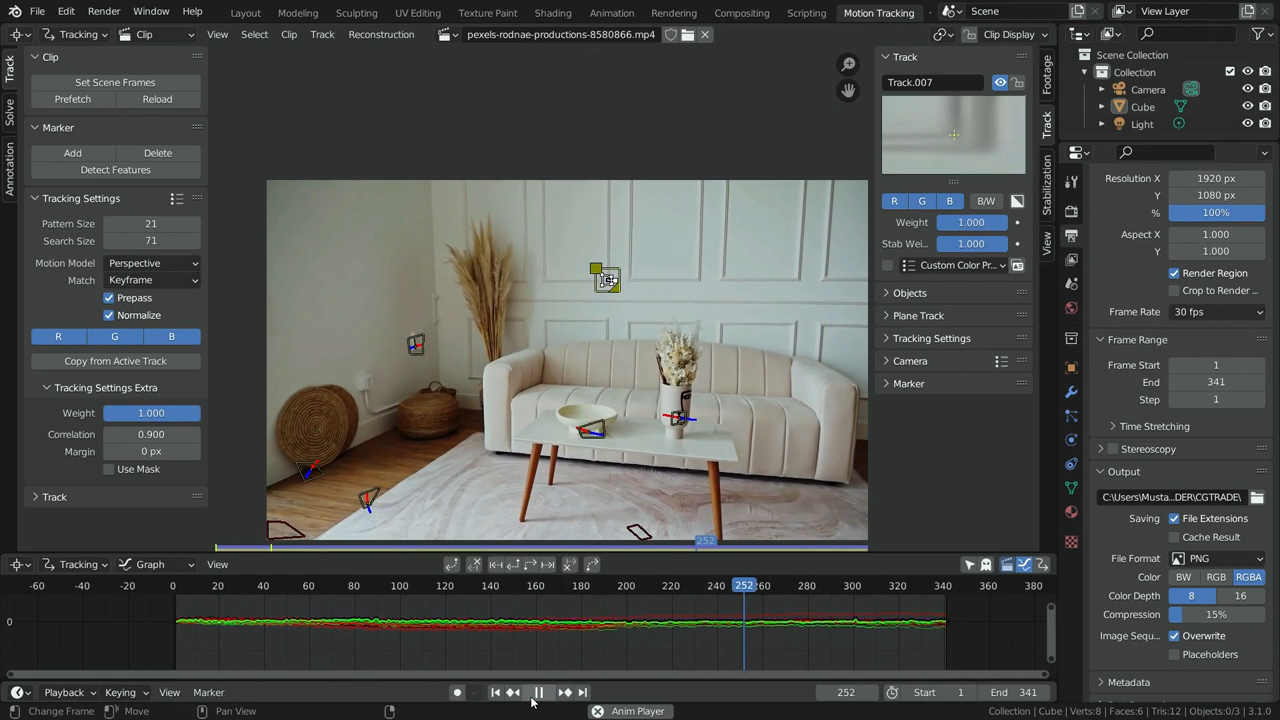 File Edit Render Window Help Layout Modeling Sculpting UV Editing Texture Paint Shading Animation Rendering Compositing Scripting Motion Tracking Scene View Layer
Tracking Clip View Select Clip Track Reconstruction pexels-rodnae-productions-8580866.mp4 Clip Display
Track
Solve
Annotation
Clip
Set Scene Frames
Prefetch Reload
Marker
Add Delete
Detect Features
Tracking Settings
Pattern Size 21
Search Size 71
Motion Model Perspective
Match Keyframe
Prepass
Normalize
R G B
Copy from Active Track
Tracking Settings Extra
Weight 1.000
Correlation 0.900
Margin 0 px
Use Mask
Track
252
Track
Track.007
R G B B/W
Weight 1.000
Stab Wei... 1.000
Custom Color Pr...
Objects
Plane Track
Tracking Settings
Camera
Marker
Footage
Track
Stabilization
View
Scene Collection
Collection
Camera
Cube
Light
Resolution X 1920 px
Y 1080 px
% 100%
Aspect X 1.000
Y 1.000
Render Region
Crop to Render ...
Frame Rate 30 fps
Frame Range
Frame Start 1
End 341
Step 1
Time Stretching
Stereoscopy
Output
C:\Users\Musta...DER\CGTRADE\
Saving File Extensions
Cache Result
File Format PNG
Color BW RGB RGBA
Color Depth 8 16
Compression 15%
Image Sequ... Overwrite
Placeholders
Metadata
Tracking Graph View
-60 -40 -20 0 20 40 60 80 100 120 140 160 180 200 220 240 252 260 280 300 320 340 360 380
0
Playback Keying View Marker 252 Start 1 End 341
Change Frame Move Pan View Anim Player Collection | Cube | Verts:8 | Faces:6 | Tris:12 | Objects:0/3 | 3.1.0